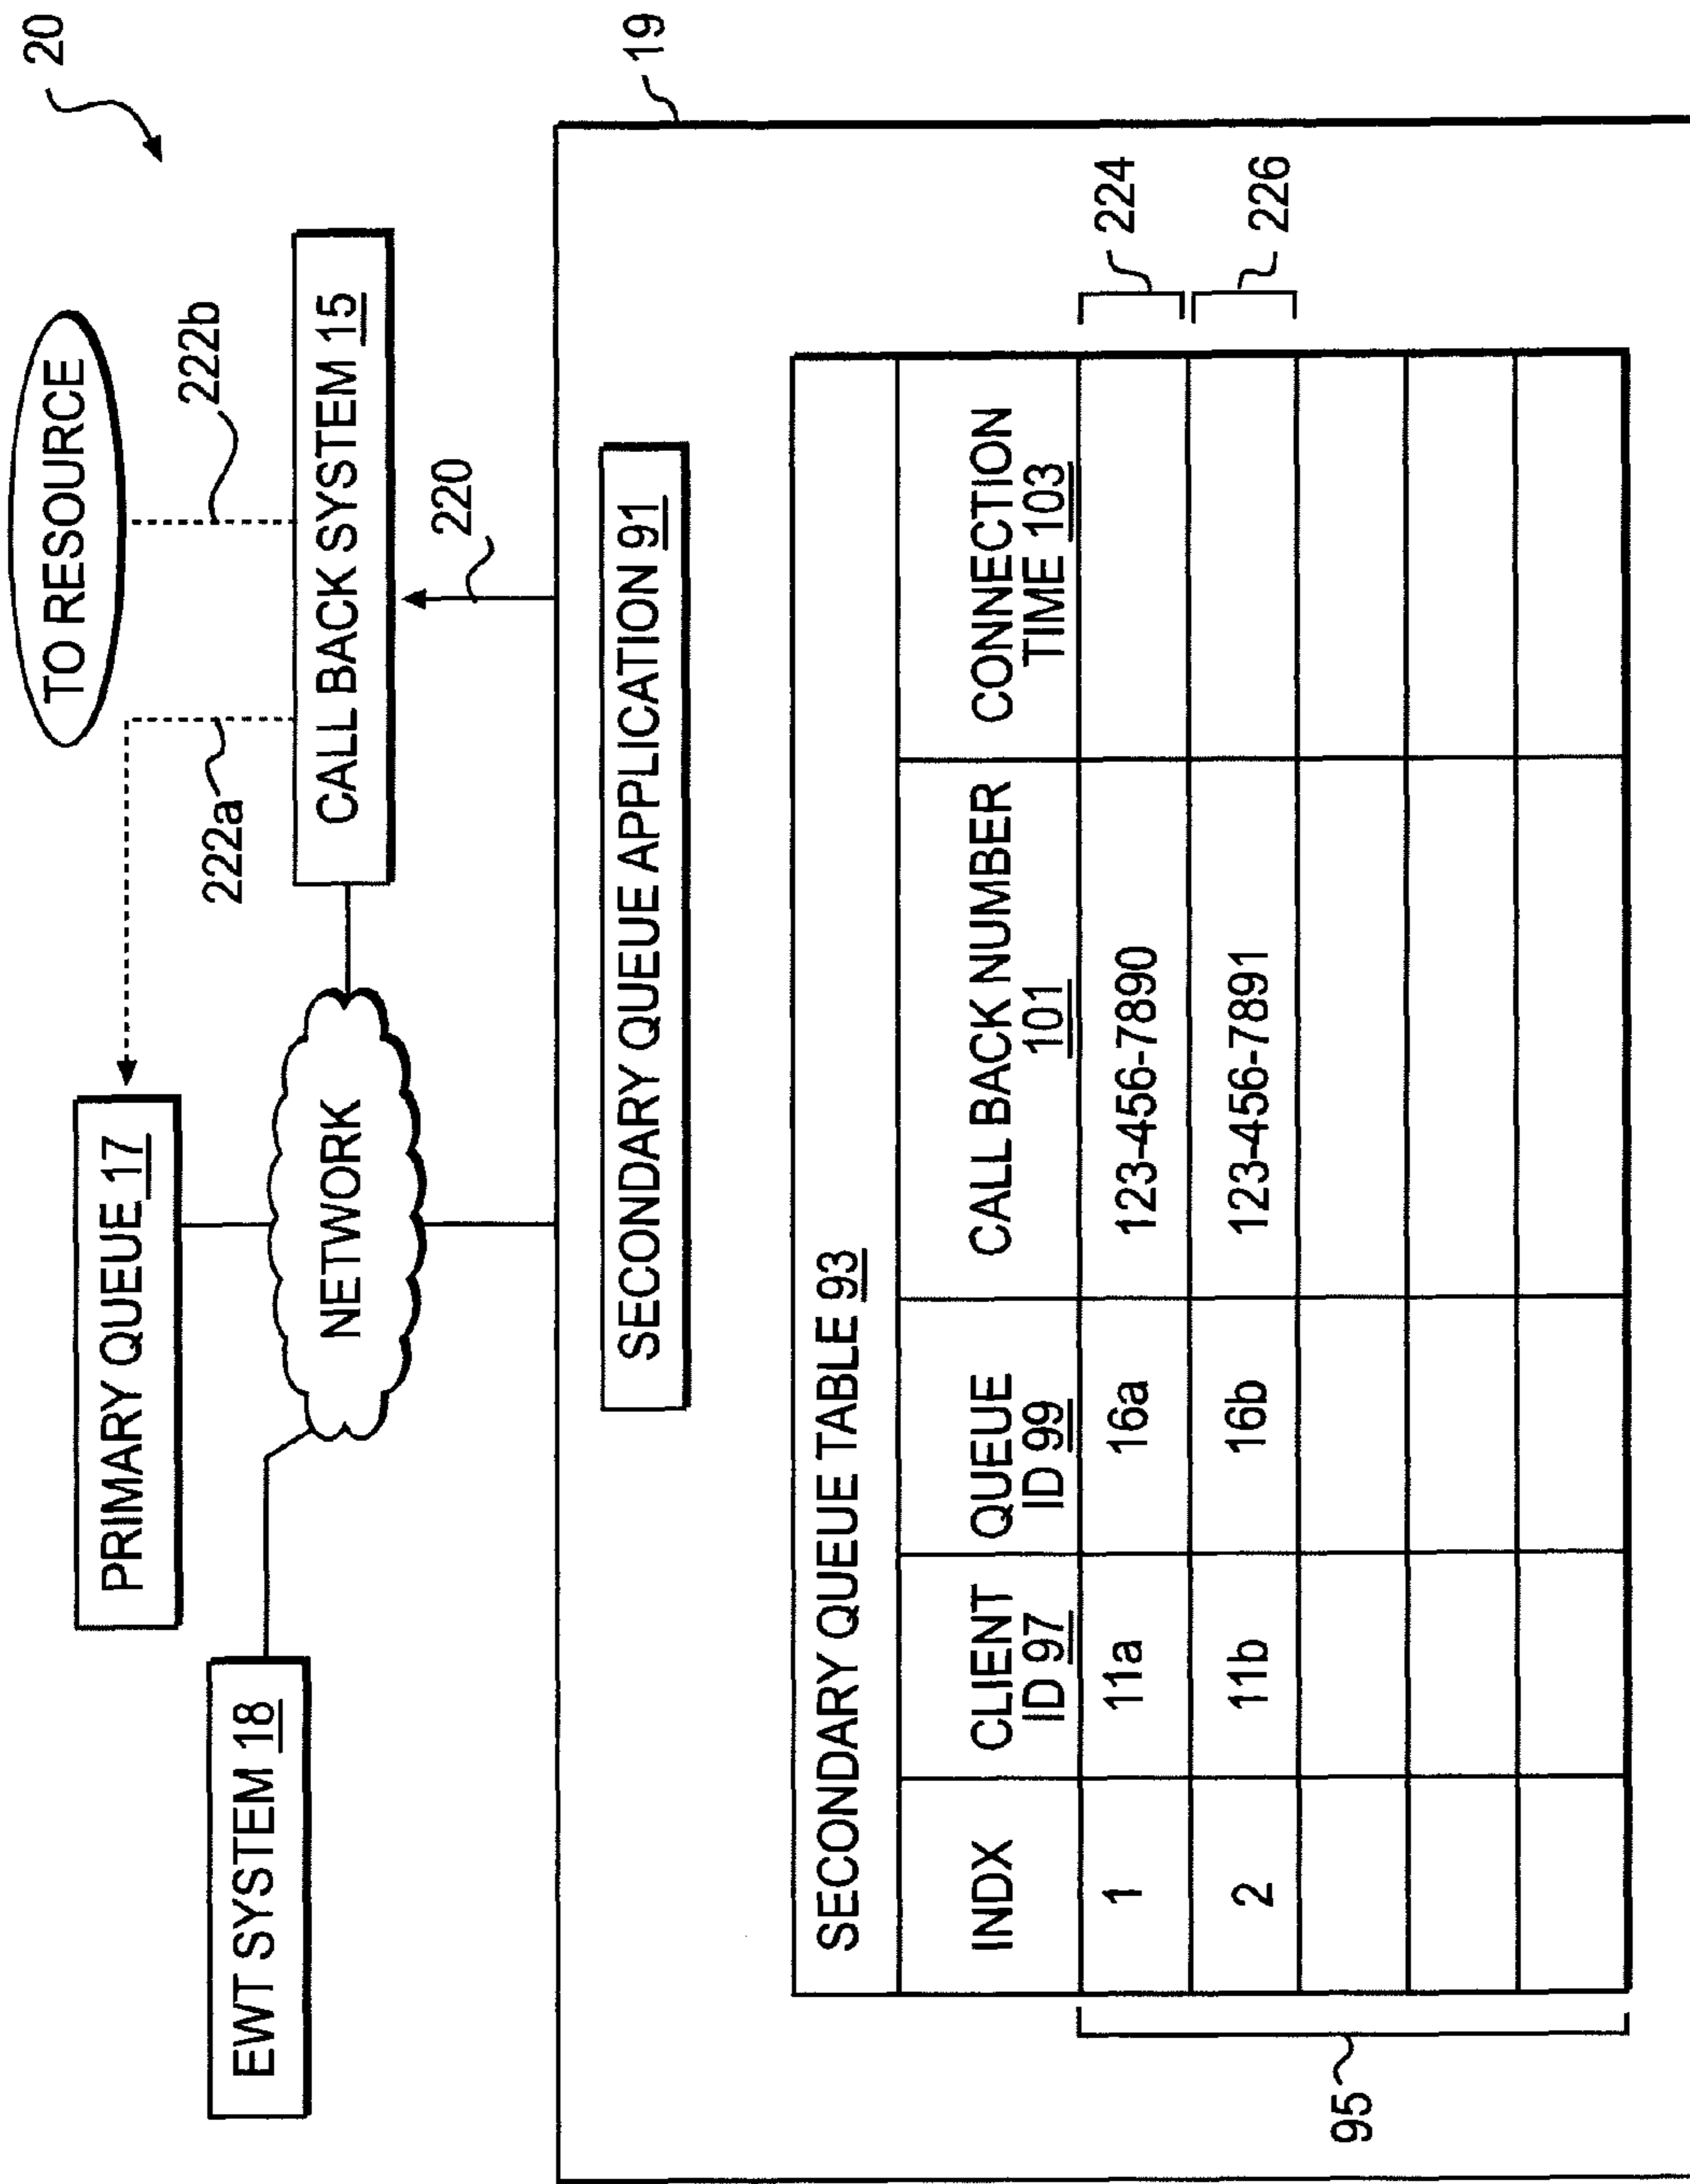 20
TO RESOURCE
PRIMARY QUEUE 17
222a
222b
EWT SYSTEM 18
NETWORK
CALL BACK SYSTEM 15
220
19
SECONDARY QUEUE APPLICATION 91
SECONDARY QUEUE TABLE 93
INDX
CLIENT
ID 97
QUEUE
ID 99
CALL BACK NUMBER
101
CONNECTION
TIME 103
1
11a
16a
123-456-7890
224
2
11b
16b
123-456-7891
226
95